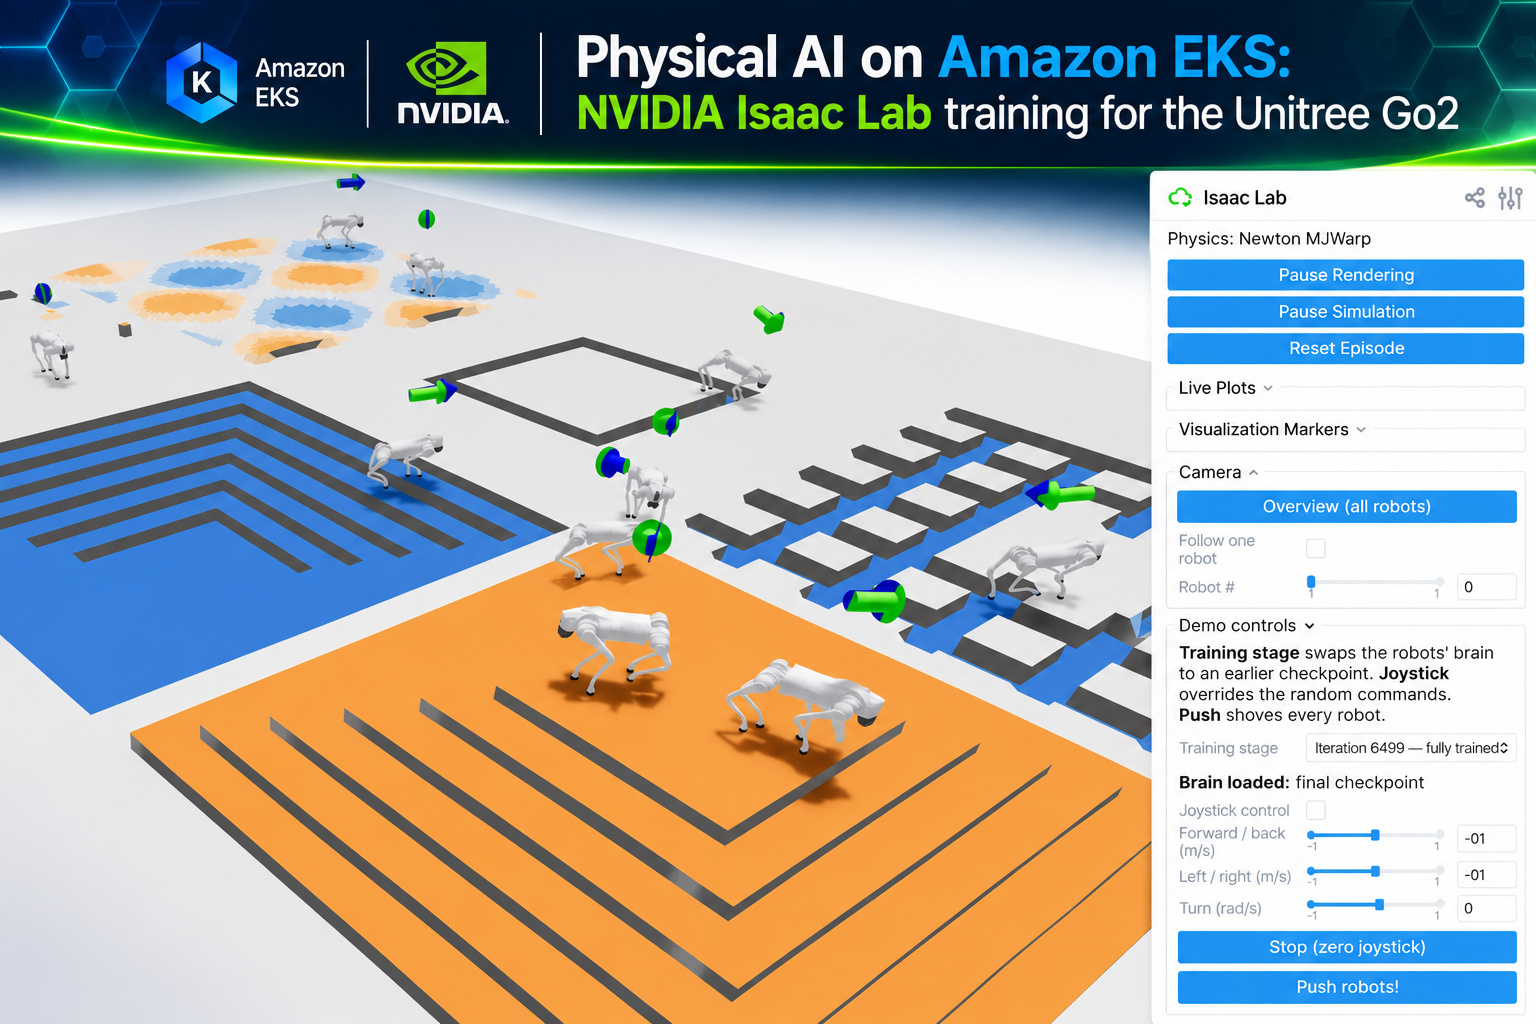 K
Amazon
EKS
NVIDIA.
Physical AI on Amazon EKS:
NVIDIA Isaac Lab training for the Unitree Go2
Isaac Lab
Physics: Newton MJWarp
Pause Rendering
Pause Simulation
Reset Episode
Live Plots
Visualization Markers
Camera
Overview (all robots)
Follow one
robot
Robot #
1
1
0
Demo controls
Training stage swaps the robots' brain
to an earlier checkpoint. Joystick
overrides the random commands.
Push shoves every robot.
Training stage
Iteration 6499 — fully trained
Brain loaded: final checkpoint
Joystick control
Forward / back
(m/s)
-1
1
-01
Left / right (m/s)
-1
1
-01
Turn (rad/s)
-1
1
0
Stop (zero joystick)
Push robots!